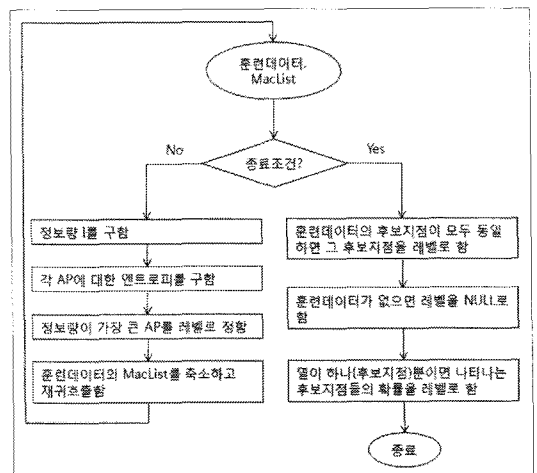 훈련데이터,
MacList
종료조건?
No
Yes
정보량 I를 구함
각 AP에 대한 엔트로피를 구함
정보량이 가장 큰 AP를 레벨로 정함
훈련데이터와 MacList를 축소하고
재귀호출함
훈련데이터의 후보지점이 모두 동일
하면 그 후보지점을 레벨로 함
훈련데이터가 없으면 레벨을 NULL로
함
열이 하나(후보지점)뿐이면 나타나는
후보지점들의 확률을 레벨로 함
종료